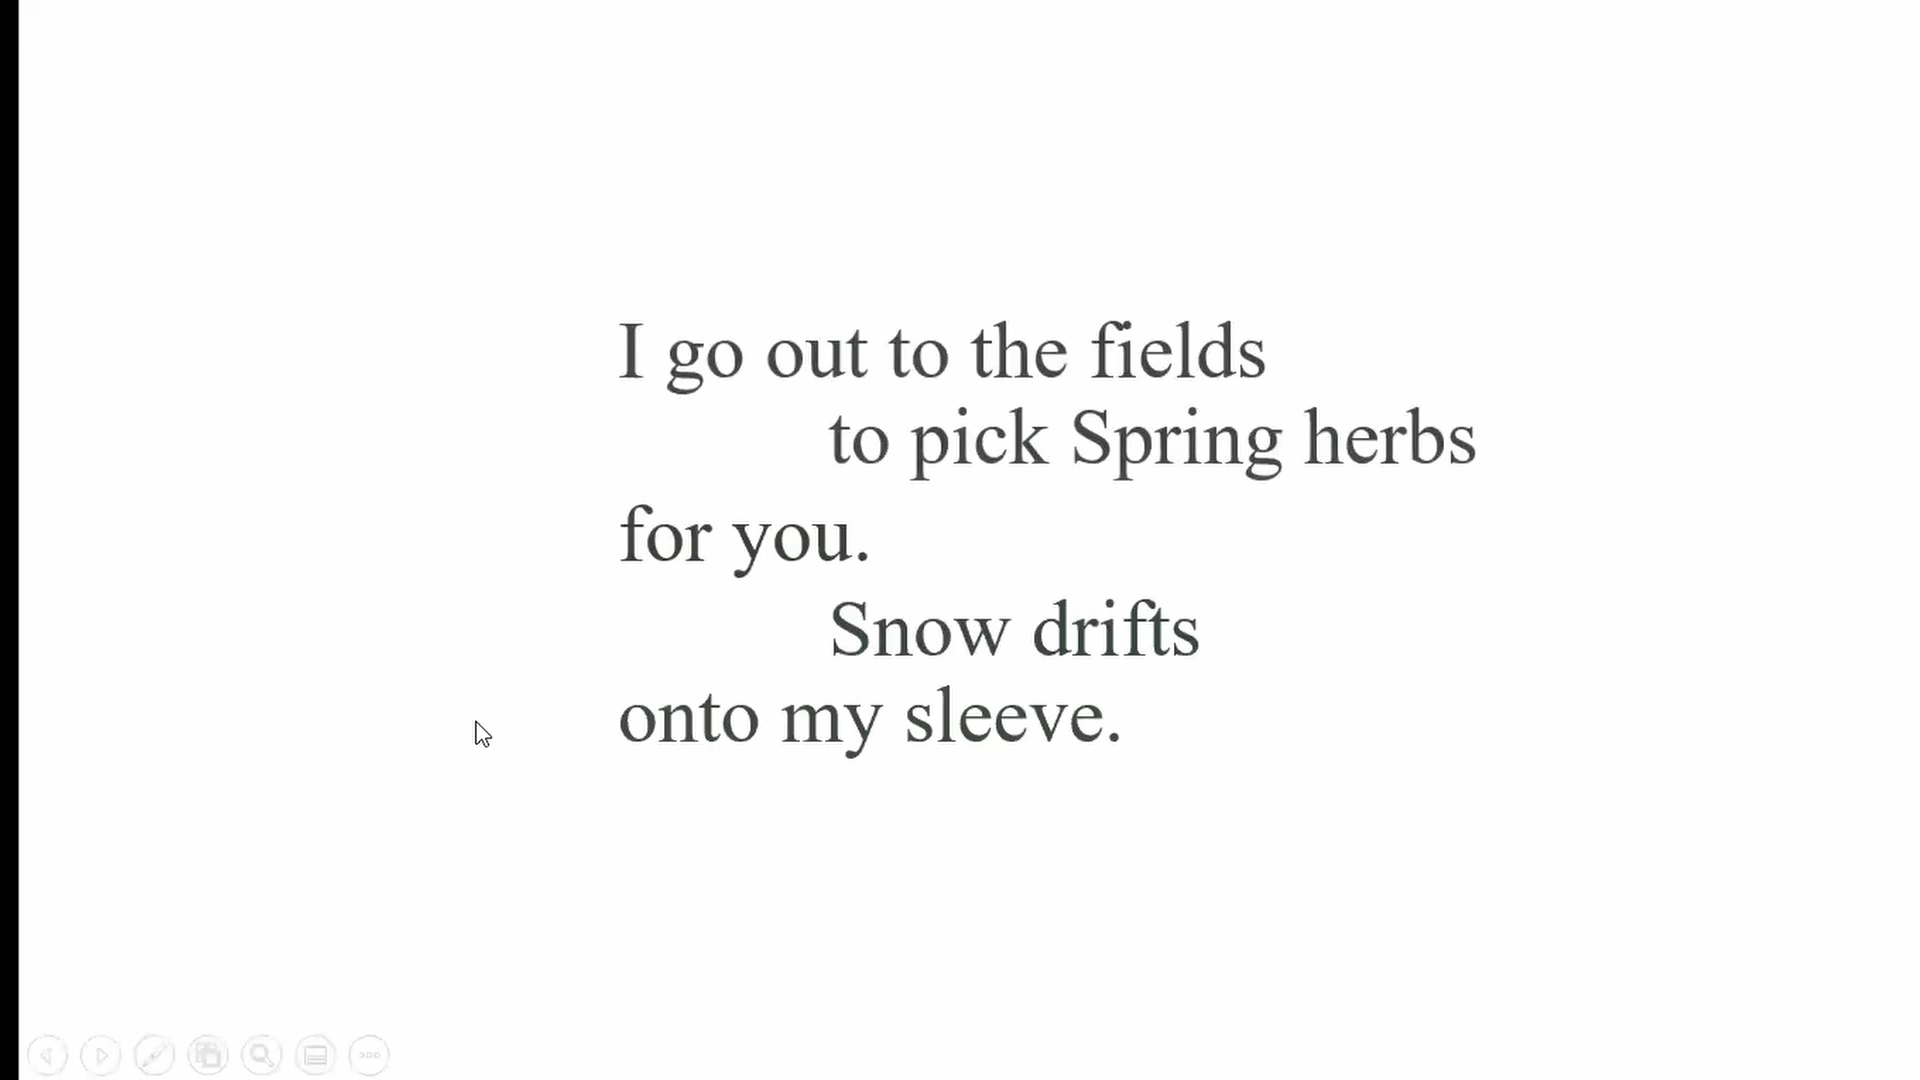 I go out to the fields
to pick Spring herbs
for you.
Snow drifts
onto my sleeve.